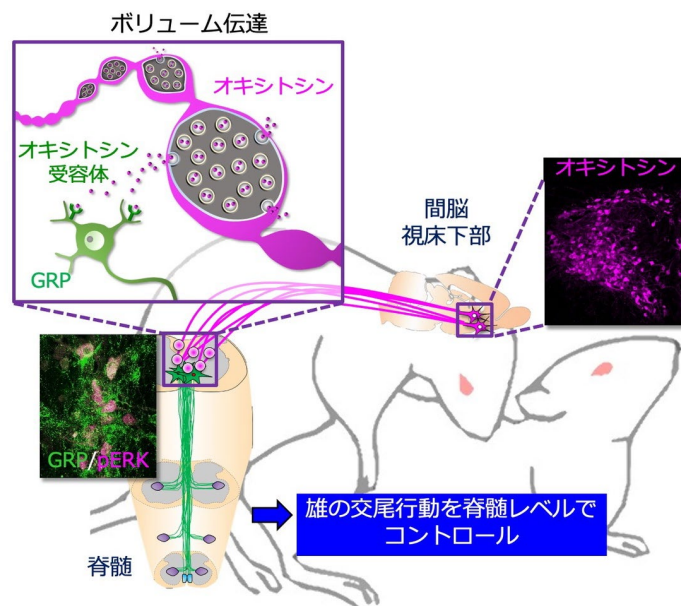 ボリューム伝達
オキシトシン
オキシトシン
受容体
GRP
オキシトシン
間脳
視床下部
GRP/pERK
雄の交尾行動を脊髄レベルで
コントロール
脊髄